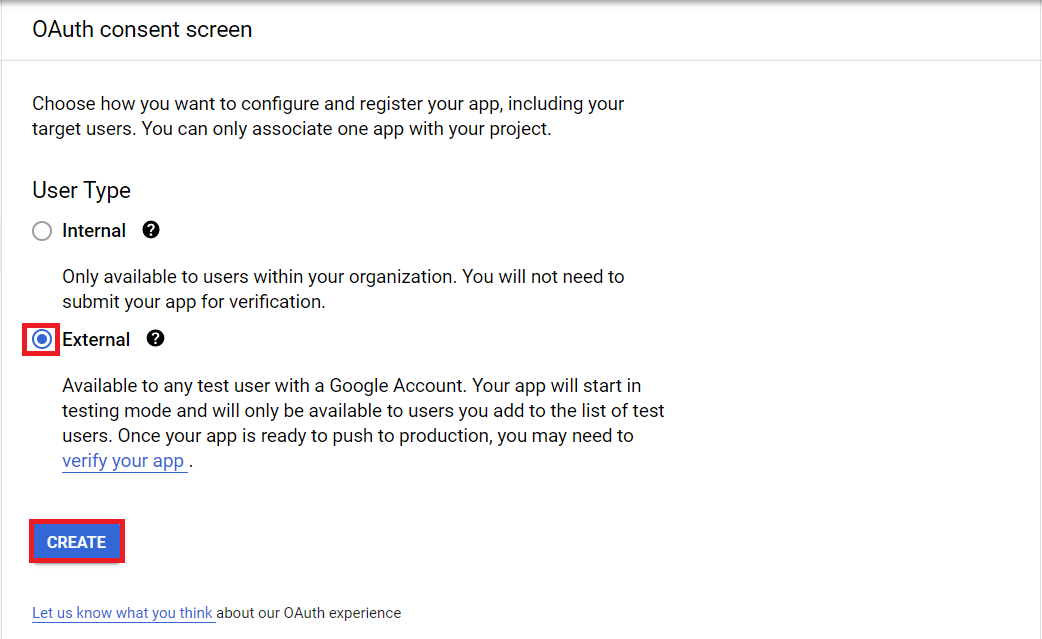 OAuth consent screen
Choose how you want to configure and register your app, including your
target users. You can only associate one app with your project.
User Type
Internal ?
Only available to users within your organization. You will not need to
submit your app for verification.
External ?
Available to any test user with a Google Account. Your app will start in
testing mode and will only be available to users you add to the list of test
users. Once your app is ready to push to production, you may need to
verify your app .
CREATE
Let us know what you think about our OAuth experience